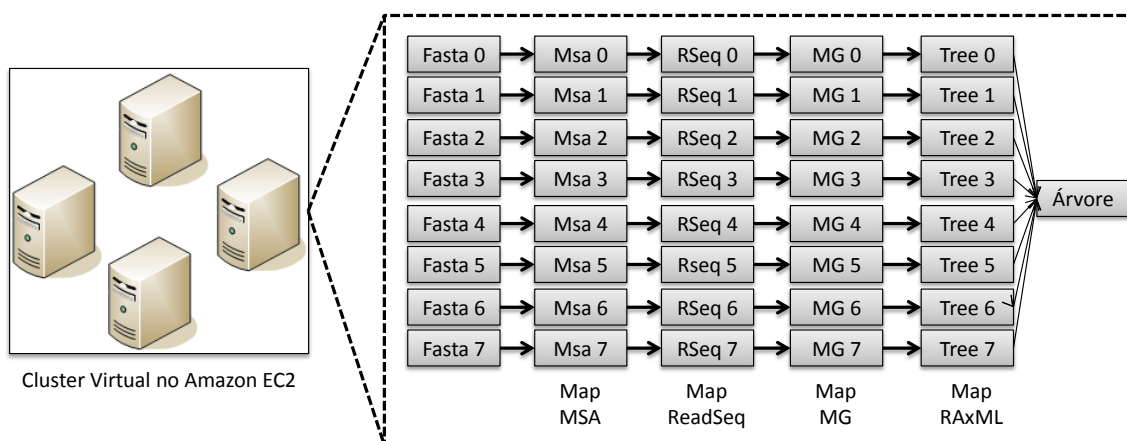 Fasta 0 Msa 0 RSeq 0 MG 0 Tree 0
Fasta 1 Msa 1 RSeq 1 MG 1 Tree 1
Fasta 2 Msa 2 RSeq 2 MG 2 Tree 2
Fasta 3 Msa 3 RSeq 3 MG 3 Tree 3
Árvore
Fasta 4 Msa 4 RSeq 4 MG 4 Tree 4
Fasta 5 Msa 5 Rseq 5 MG 5 Tree 5
Fasta 6 Msa 6 RSeq 6 MG 6 Tree 6
Fasta 7 Msa 7 RSeq 7 MG 7 Tree 7
Cluster Virtual no Amazon EC2
Map Map Map Map
MSA ReadSeq MG RAxML